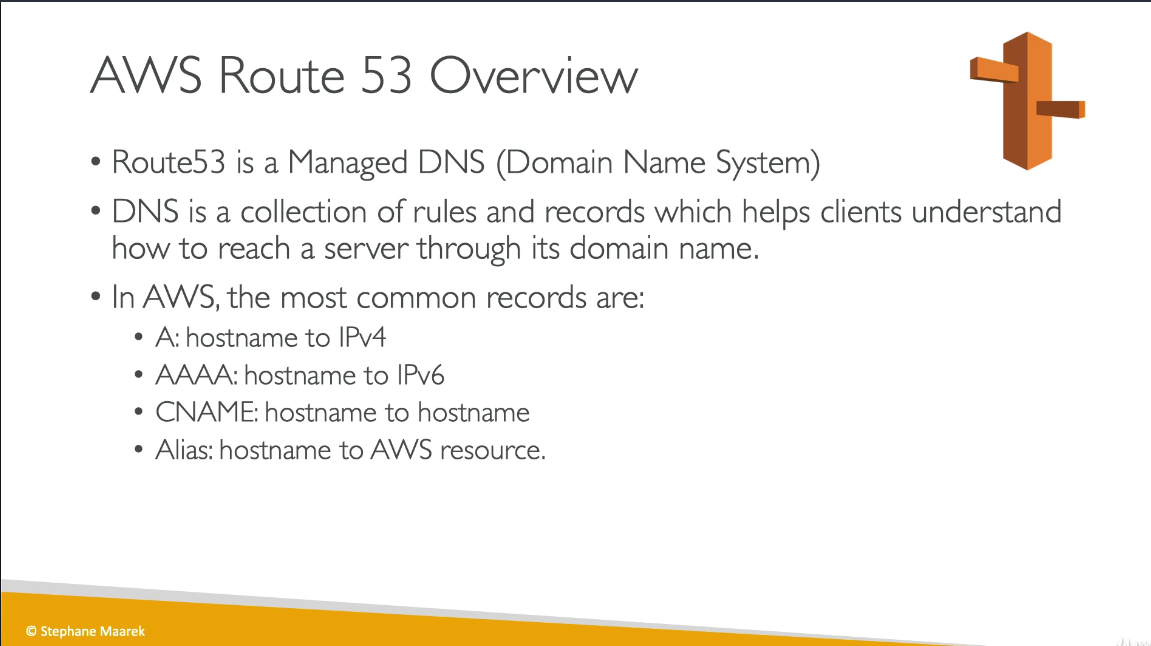 AWS Route 53 Overview
• Route53 is a Managed DNS (Domain Name System)
• DNS is a collection of rules and records which helps clients understand
how to reach a server through its domain name.
• In AWS, the most common records are:
• A: hostname to IPv4
• AAAA: hostname to IPv6
• CNAME: hostname to hostname
• Alias: hostname to AWS resource.
© Stephane Maarek